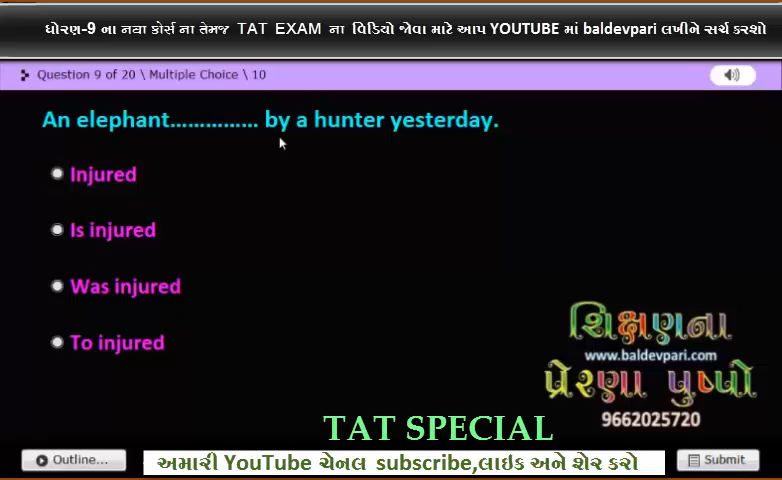 ધોરણ-9 ના નવા કોર્સ ના તેમજ TAT EXAM ના વિડિયો જોવા માટે આપ YOUTUBE માં baldevpari લખીને સર્ચ કરશો
Question 9 of 20 \ Multiple Choice \ 10
An elephant…………… by a hunter yesterday.
Injured
Is injured
Was injured
To injured
શિક્ષણના
www.baldevpari.com
પ્રેરણા પુષ્પો
9662025720
TAT SPECIAL
Outline...
અમારી YouTube ચેનલ subscribe,લાઇક અને શેર કરો
Submit